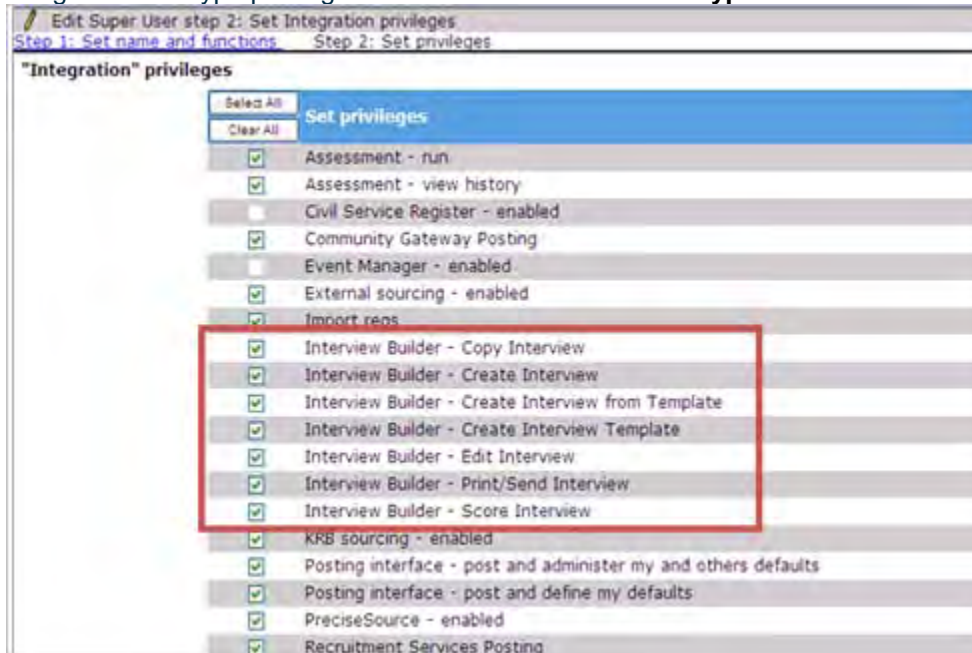 Edit Super User step 2: Set Integration privileges
Step 1: Set name and functions Step 2: Set privileges
"Integration" privileges
Select All
Clear All
Set privileges
Assessment - run
Assessment - view history
Civil Service Register - enabled
Community Gateway Posting
Event Manager - enabled
External sourcing - enabled
Import reqs
Interview Builder - Copy Interview
Interview Builder - Create Interview
Interview Builder - Create Interview from Template
Interview Builder - Create Interview Template
Interview Builder - Edit Interview
Interview Builder - Print/Send Interview
Interview Builder - Score Interview
KRB sourcing - enabled
Posting interface - post and administer my and others defaults
Posting interface - post and define my defaults
PreciseSource - enabled
Recruitment Services Posting